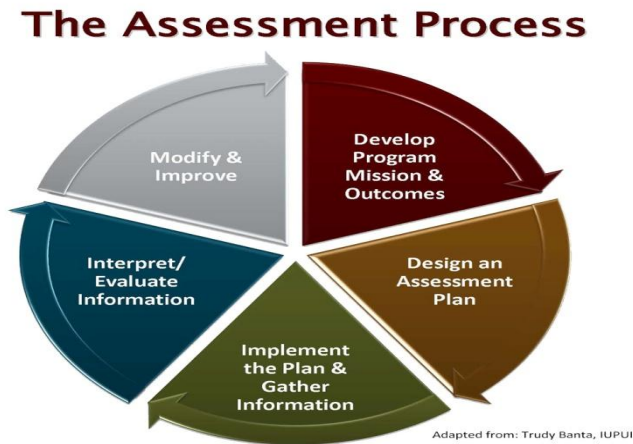 The Assessment Process
Develop
Program
Mission &
Outcomes
Design an
Assessment
Plan
Implement
the Plan &
Gather
Information
Interpret/
Evaluate
Information
Modify &
Improve
Adapted from: Trudy Banta, IUPUI